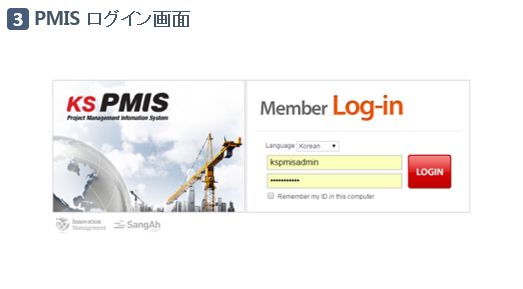 3 PMIS ログイン画面
KS PMIS
Project Management Infomation System
Member Log-in
Language Korean
kspmisadmin
•••••••••••
LOGIN
Remember my ID in this computer
Innovation
Management
SangAh